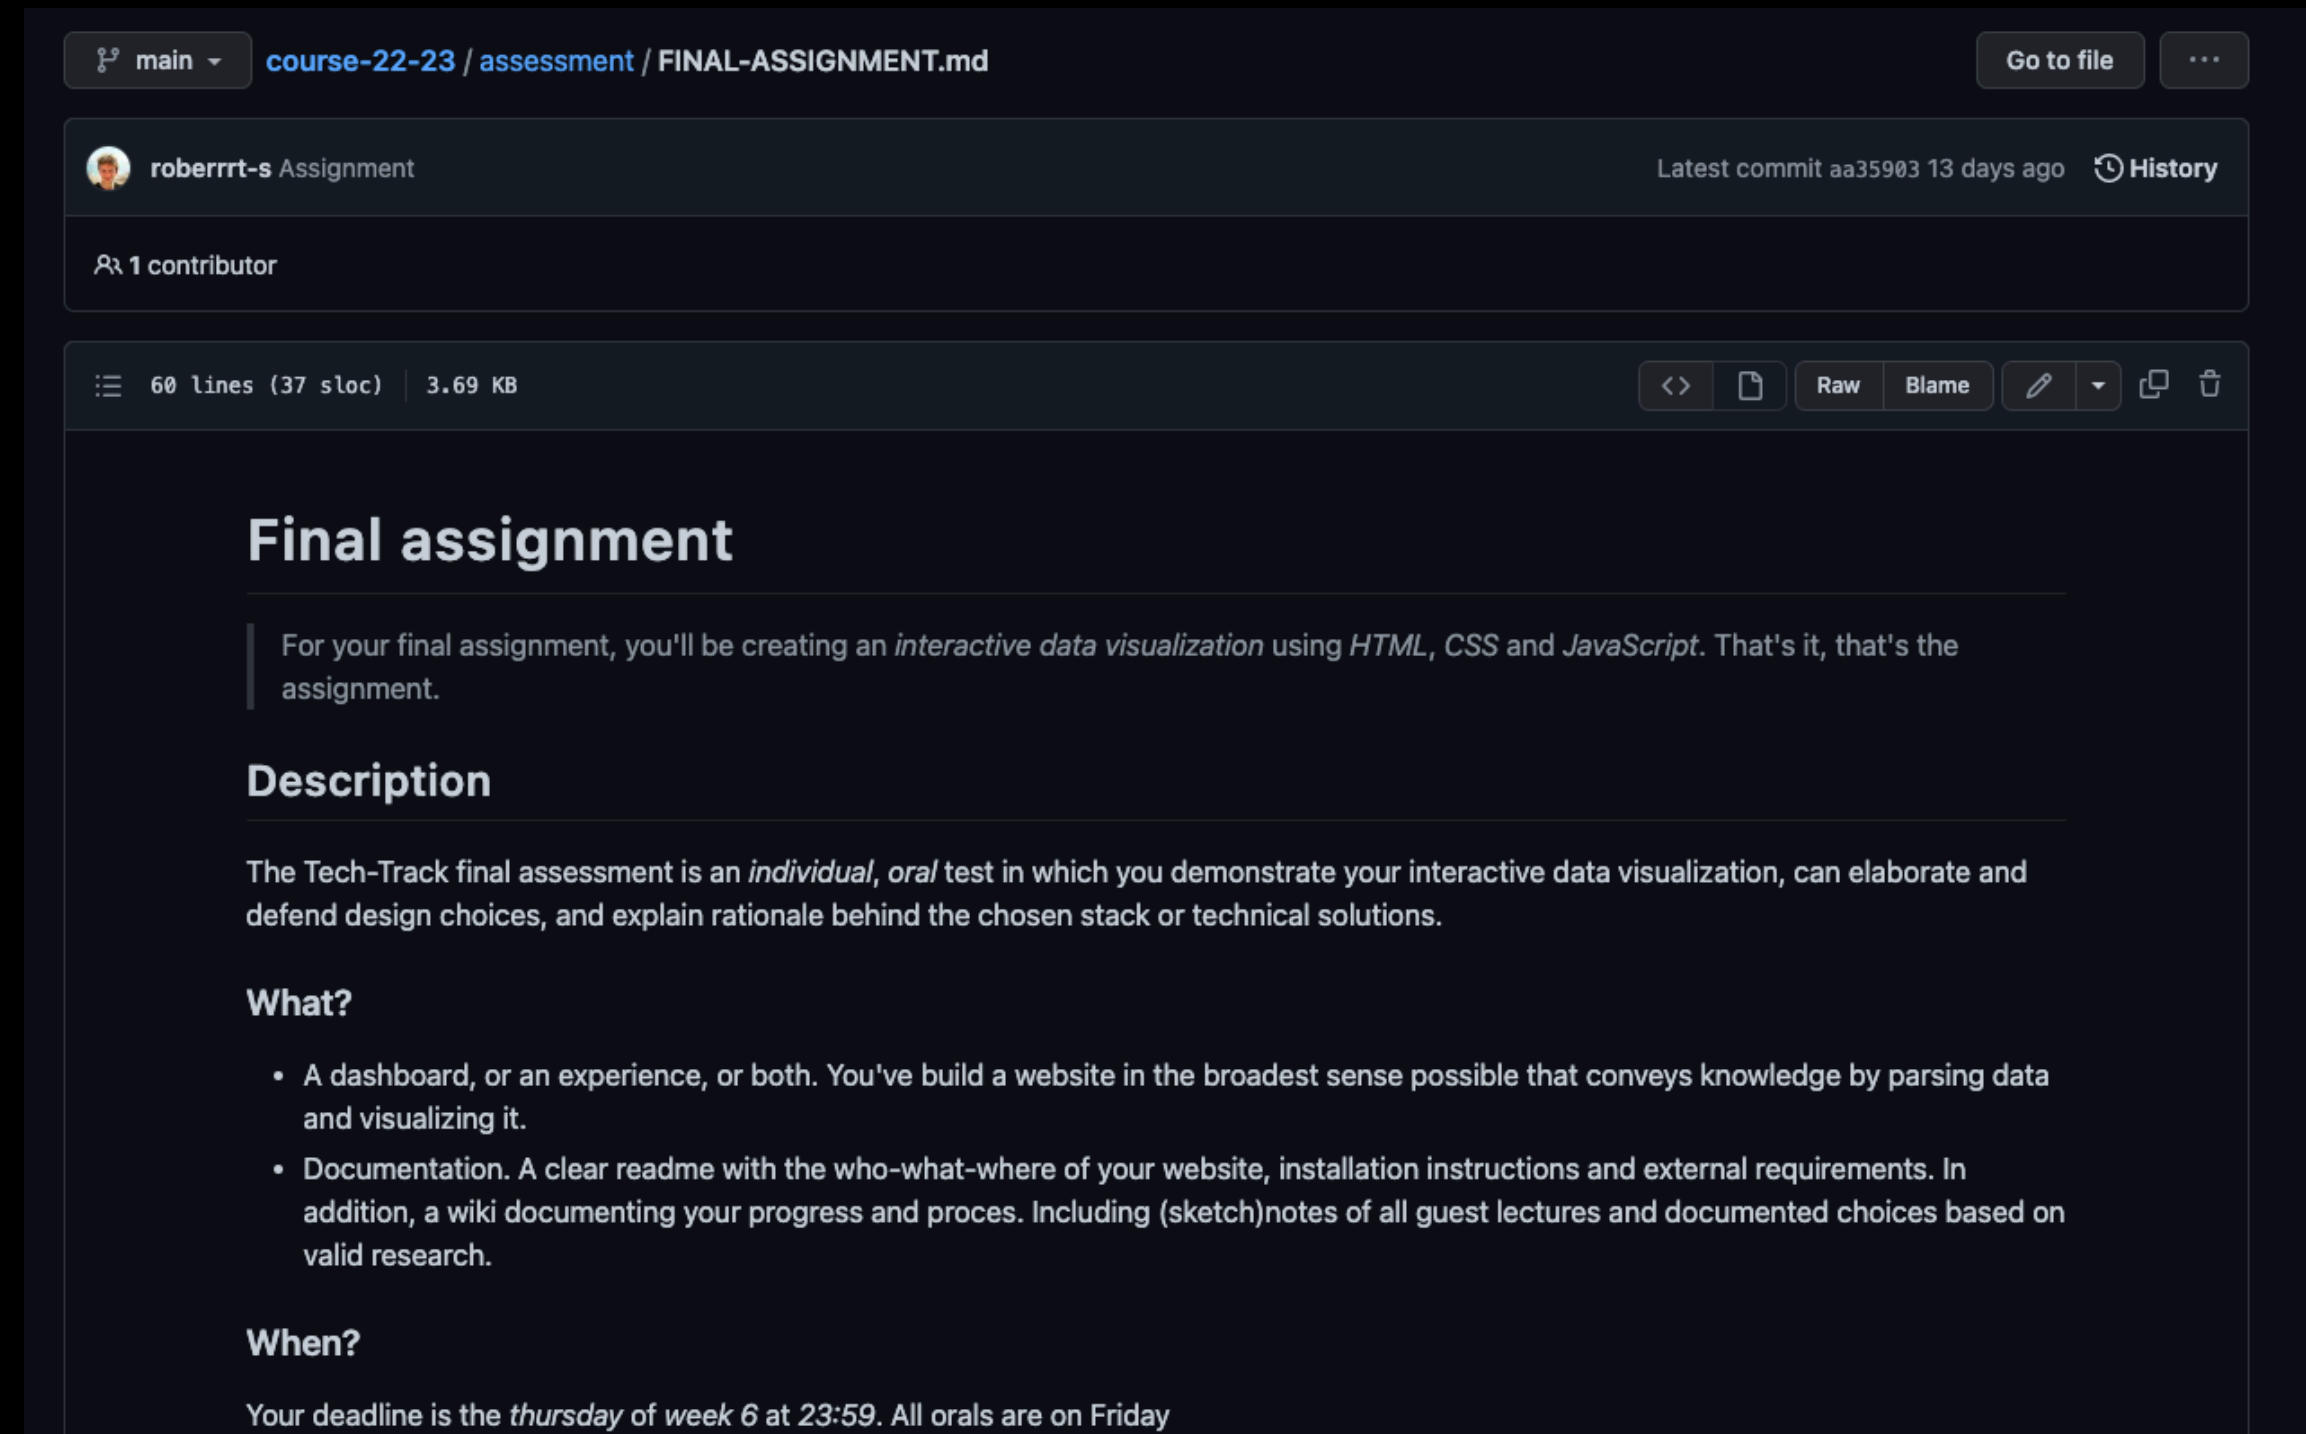 main
course-22-23 / assessment / FINAL-ASSIGNMENT.md
Go to file
...
roberrrt-s Assignment
Latest commit aa35903 13 days ago
History
1 contributor
60 lines (37 sloc)
3.69 KB
<>
Raw
Blame
Final assignment
For your final assignment, you'll be creating an interactive data visualization using HTML, CSS and JavaScript. That's it, that's the
assignment.
Description
The Tech-Track final assessment is an individual, oral test in which you demonstrate your interactive data visualization, can elaborate and
defend design choices, and explain rationale behind the chosen stack or technical solutions.
What?
• A dashboard, or an experience, or both. You've build a website in the broadest sense possible that conveys knowledge by parsing data
and visualizing it.
• Documentation. A clear readme with the who-what-where of your website, installation instructions and external requirements. In
addition, a wiki documenting your progress and proces. Including (sketch)notes of all guest lectures and documented choices based on
valid research.
When?
Your deadline is the thursday of week 6 at 23:59. All orals are on Friday